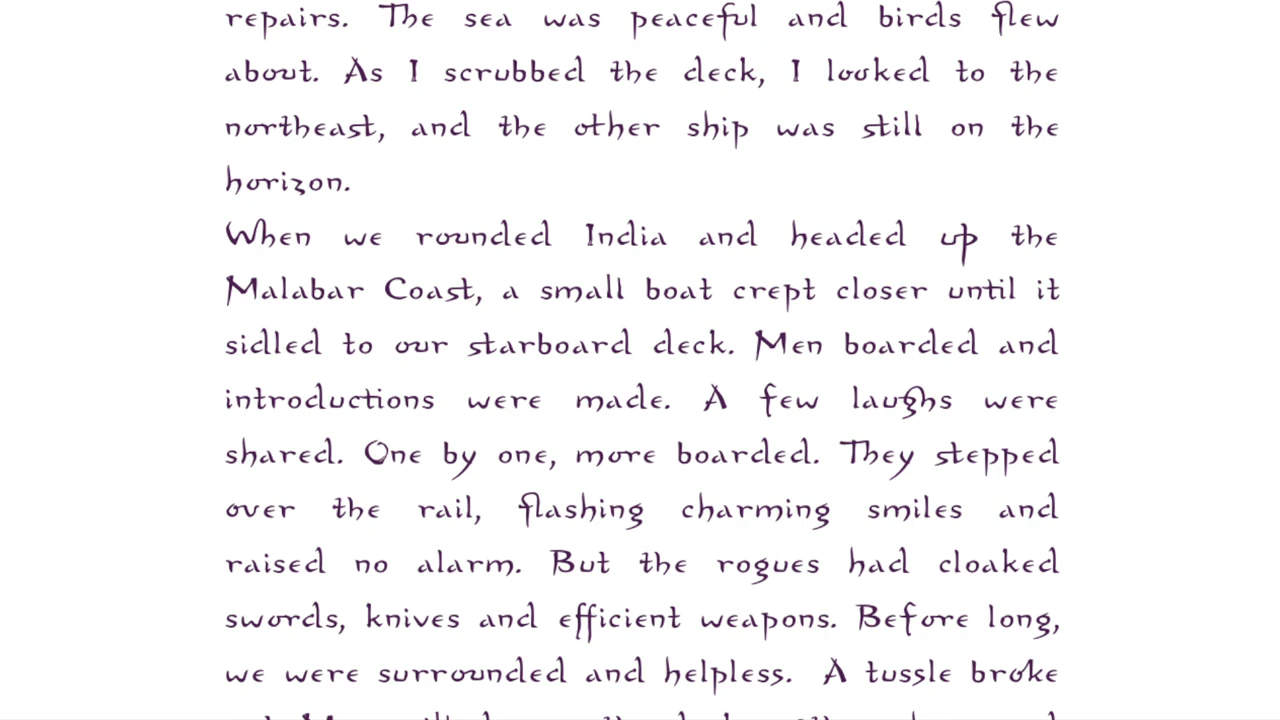 repairs. The sea was peaceful and birds flew
about. As I scrubbed the deck, I looked to the
northeast, and the other ship was still on the
horizon.
When we rounded India and headed up the
Malabar Coast, a small boat crept closer until it
sidled to our starboard deck. Men boarded and
introductions were made. A few laughs were
shared. One by one, more boarded. They stepped
over the rail, flashing charming smiles and
raised no alarm. But the rogues had cloaked
swords, knives and efficient weapons. Before long,
we were surrounded and helpless. A tussle broke